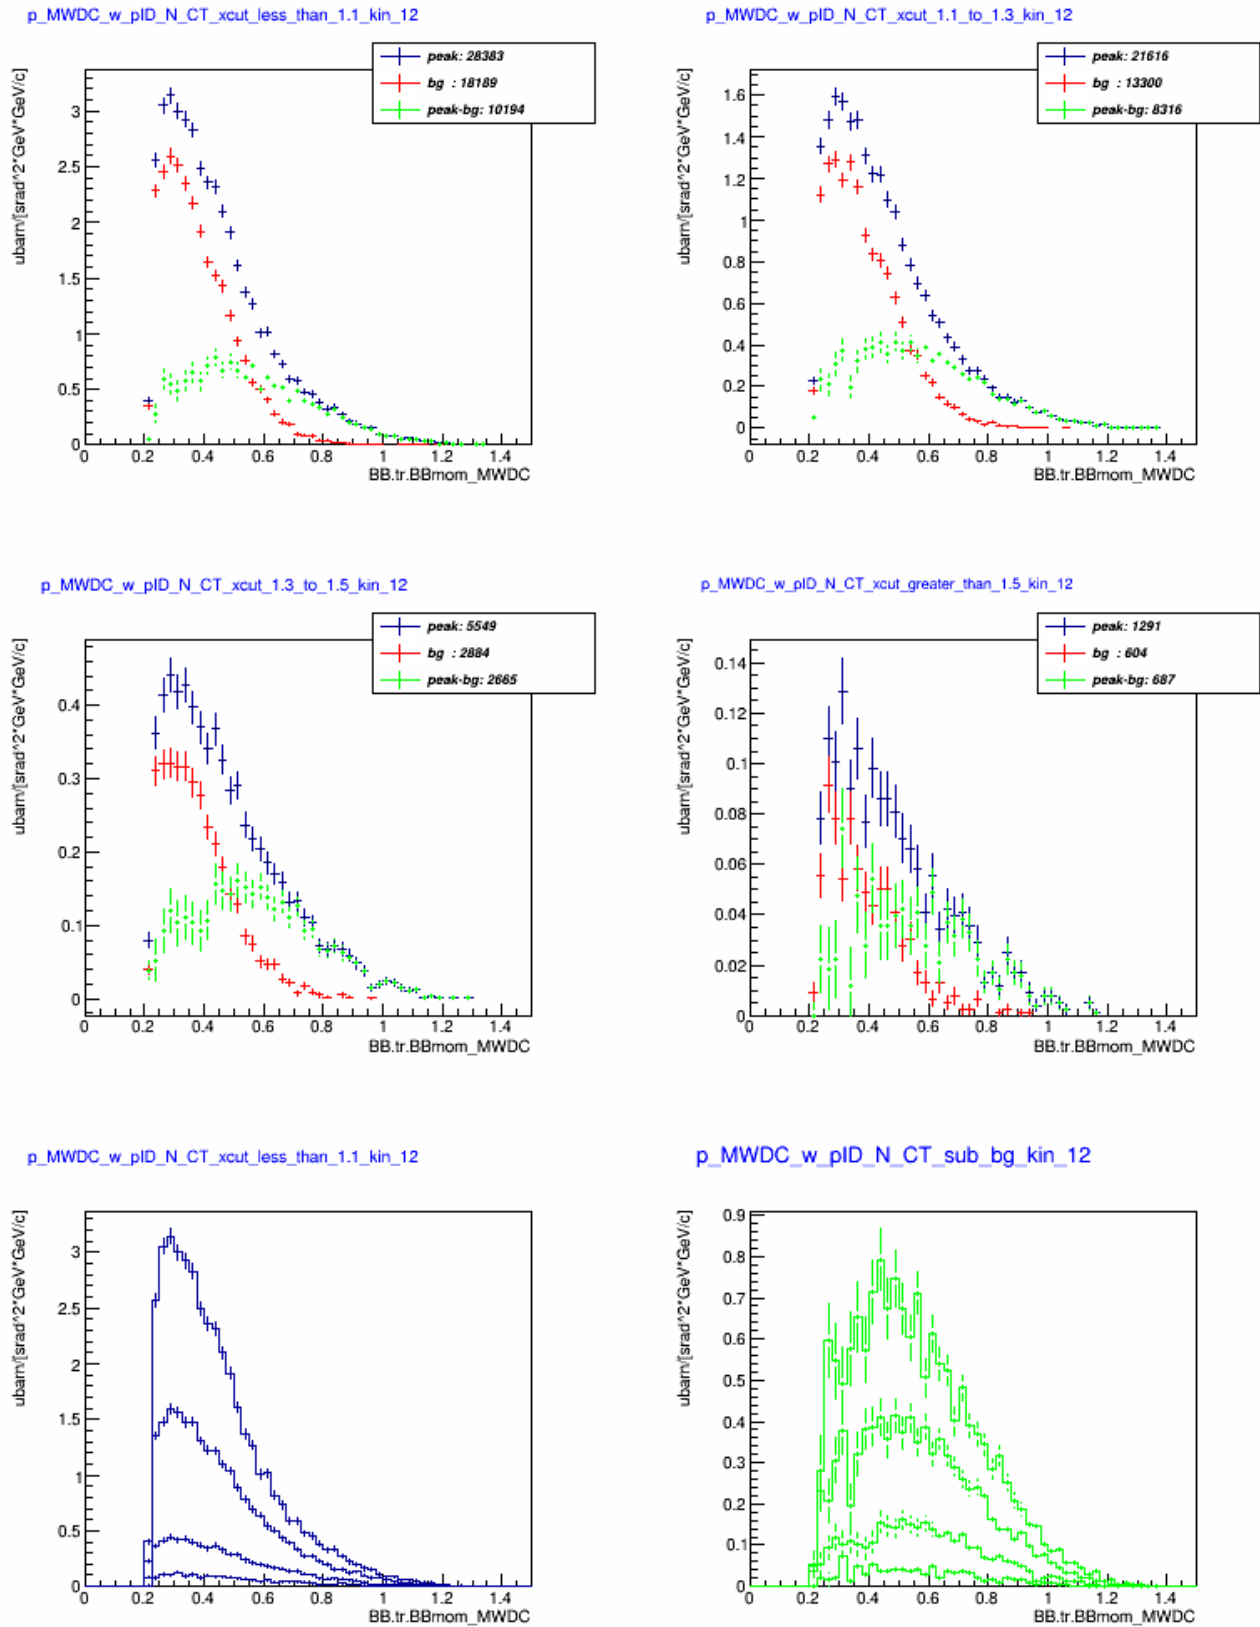 p_MWDC_w_pID_N_CT_xcut_less_than_1.1_kin_12
peak: 28383
bg : 18189
peak-bg: 10194
ubarn/[srad^2*GeV*GeV/c]
3
2.5
2
1.5
1
0.5
0
0 0.2 0.4 0.6 0.8 1 1.2 1.4
BB.tr.BBmom_MWDC
p_MWDC_w_pID_N_CT_xcut_1.1_to_1.3_kin_12
peak: 21616
bg : 13300
peak-bg: 8316
ubarn/[srad^2*GeV*GeV/c]
1.6
1.4
1.2
1
0.8
0.6
0.4
0.2
0
0 0.2 0.4 0.6 0.8 1 1.2 1.4
BB.tr.BBmom_MWDC
p_MWDC_w_pID_N_CT_xcut_1.3_to_1.5_kin_12
peak: 5549
bg : 2884
peak-bg: 2665
ubarn/[srad^2*GeV*GeV/c]
0.4
0.3
0.2
0.1
0
0 0.2 0.4 0.6 0.8 1 1.2 1.4
BB.tr.BBmom_MWDC
p_MWDC_w_pID_N_CT_xcut_greater_than_1.5_kin_12
peak: 1291
bg : 604
peak-bg: 687
ubarn/[srad^2*GeV*GeV/c]
0.14
0.12
0.1
0.08
0.06
0.04
0.02
0
0 0.2 0.4 0.6 0.8 1 1.2 1.4
BB.tr.BBmom_MWDC
p_MWDC_w_pID_N_CT_xcut_less_than_1.1_kin_12
ubarn/[srad^2*GeV*GeV/c]
3
2.5
2
1.5
1
0.5
0
0 0.2 0.4 0.6 0.8 1 1.2 1.4
BB.tr.BBmom_MWDC
p_MWDC_w_pID_N_CT_sub_bg_kin_12
ubarn/[srad^2*GeV*GeV/c]
0.9
0.8
0.7
0.6
0.5
0.4
0.3
0.2
0.1
0
0 0.2 0.4 0.6 0.8 1 1.2 1.4
BB.tr.BBmom_MWDC